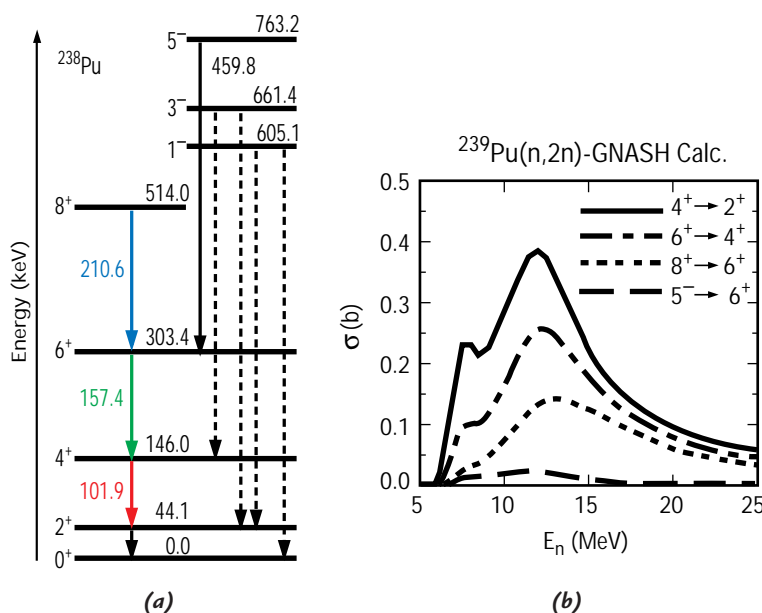 Energy (keV)
²³⁸Pu
5⁻ 763.2
459.8
3⁻ 661.4
1⁻ 605.1
8⁺ 514.0
210.6
6⁺ 303.4
157.4
4⁺ 146.0
101.9
2⁺ 44.1
0⁺ 0.0
(a)
²³⁹Pu(n,2n)-GNASH Calc.
σ(b)
0.5
0.4
0.3
0.2
0.1
0.0
4⁺→2⁺
6⁺→4⁺
8⁺→6⁺
5⁻→ 6⁺
5 10 15 20 25
Eₙ (MeV)
(b)